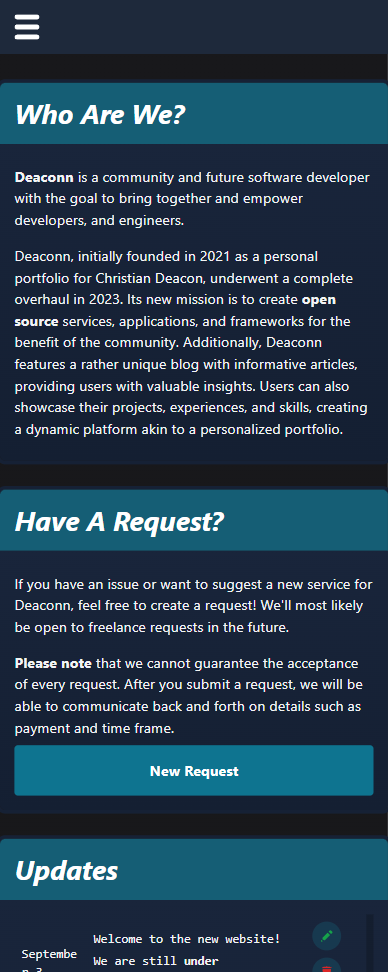 Who Are We?
Deaconn is a community and future software developer
with the goal to bring together and empower
developers, and engineers.
Deaconn, initially founded in 2021 as a personal
portfolio for Christian Deacon, underwent a complete
overhaul in 2023. Its new mission is to create open
source services, applications, and frameworks for the
benefit of the community. Additionally, Deaconn
features a rather unique blog with informative articles,
providing users with valuable insights. Users can also
showcase their projects, experiences, and skills, creating
a dynamic platform akin to a personalized portfolio.
Have A Request?
If you have an issue or want to suggest a new service for
Deaconn, feel free to create a request! We'll most likely
be open to freelance requests in the future.
Please note that we cannot guarantee the acceptance
of every request. After you submit a request, we will be
able to communicate back and forth on details such as
payment and time frame.
New Request
Updates
Welcome to the new website!
Septembe
We are still under